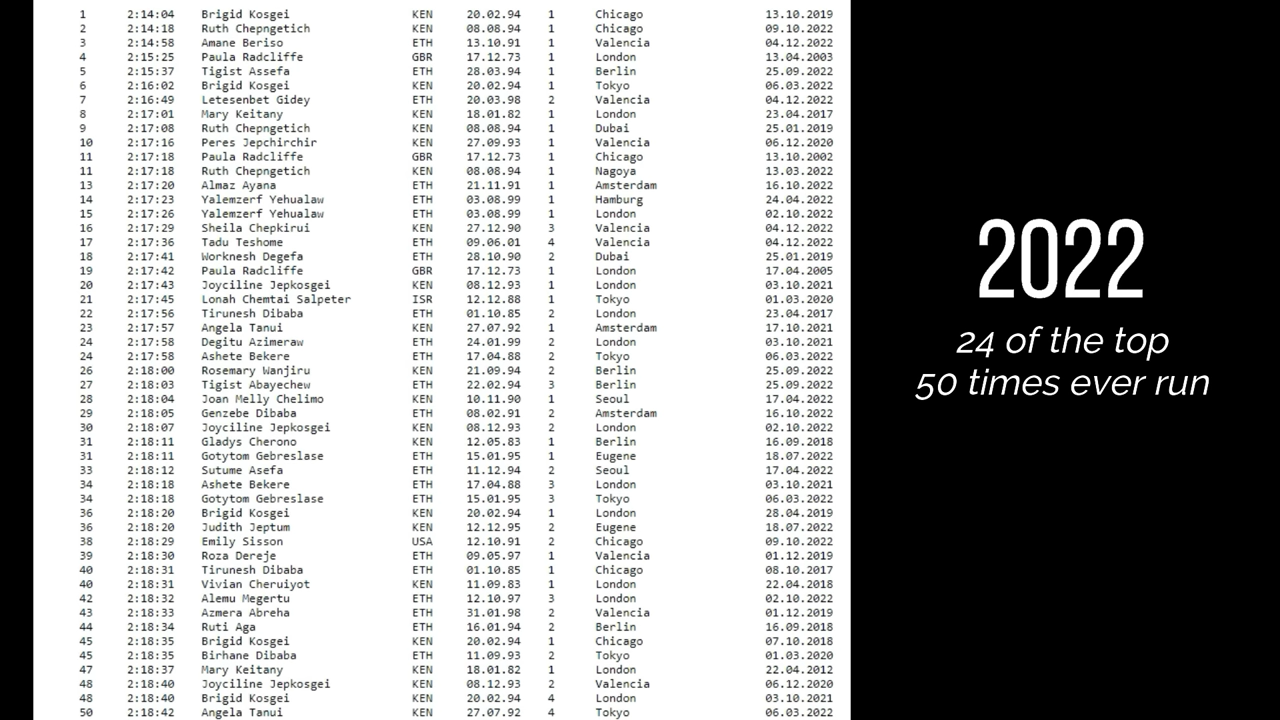 1 2:14:04 Brigid Kosgei KEN 20.02.94 1 Chicago 13.10.2019
2 2:14:18 Ruth Chepngetich KEN 08.08.94 1 Chicago 09.10.2022
3 2:14:58 Amane Beriso ETH 13.10.91 1 Valencia 04.12.2022
4 2:15:25 Paula Radcliffe GBR 17.12.73 1 London 13.04.2003
5 2:15:37 Tigist Assefa ETH 28.03.94 1 Berlin 25.09.2022
6 2:16:02 Brigid Kosgei KEN 20.02.94 1 Tokyo 06.03.2022
7 2:16:49 Letesenbet Gidey ETH 20.03.98 2 Valencia 04.12.2022
8 2:17:01 Mary Keitany KEN 18.01.82 1 London 23.04.2017
9 2:17:08 Ruth Chepngetich KEN 08.08.94 1 Dubai 25.01.2019
10 2:17:16 Peres Jepchirchir KEN 27.09.93 1 Valencia 06.12.2020
11 2:17:18 Paula Radcliffe GBR 17.12.73 1 Chicago 13.10.2002
11 2:17:18 Ruth Chepngetich KEN 08.08.94 1 Nagoya 13.03.2022
13 2:17:20 Almaz Ayana ETH 21.11.91 1 Amsterdam 16.10.2022
14 2:17:23 Yalemzerf Yehualaw ETH 03.08.99 1 Hamburg 24.04.2022
15 2:17:26 Yalemzerf Yehualaw ETH 03.08.99 1 London 02.10.2022
16 2:17:29 Sheila Chepkirui KEN 27.12.90 3 Valencia 04.12.2022
17 2:17:36 Tadu Teshome ETH 09.06.01 4 Valencia 04.12.2022
18 2:17:41 Worknesh Degefa ETH 28.10.90 2 Dubai 25.01.2019
19 2:17:42 Paula Radcliffe GBR 17.12.73 1 London 17.04.2005
20 2:17:43 Joyciline Jepkosgei KEN 08.12.93 1 London 03.10.2021
21 2:17:45 Lonah Chemtai Salpeter ISR 12.12.88 1 Tokyo 01.03.2020
22 2:17:56 Tirunesh Dibaba ETH 01.10.85 2 London 23.04.2017
23 2:17:57 Angela Tanui KEN 27.07.92 1 Amsterdam 17.10.2021
24 2:17:58 Degitu Azimeraw ETH 24.01.99 2 London 03.10.2021
24 2:17:58 Ashete Bekere ETH 17.04.88 2 Tokyo 06.03.2022
26 2:18:00 Rosemary Wanjiru KEN 21.09.94 2 Berlin 25.09.2022
27 2:18:03 Tigist Abayechew ETH 22.02.94 3 Berlin 25.09.2022
28 2:18:04 Joan Melly Chelimo KEN 10.11.90 1 Seoul 17.04.2022
29 2:18:05 Genzebe Dibaba ETH 08.02.91 2 Amsterdam 16.10.2022
30 2:18:07 Joyciline Jepkosgei KEN 08.12.93 2 London 02.10.2022
31 2:18:11 Gladys Cherono KEN 12.05.83 1 Berlin 16.09.2018
31 2:18:11 Gotytom Gebreslase ETH 15.01.95 1 Eugene 18.07.2022
33 2:18:12 Sutume Asefa ETH 11.12.94 2 Seoul 17.04.2022
34 2:18:18 Ashete Bekere ETH 17.04.88 3 London 03.10.2021
34 2:18:18 Gotytom Gebreslase ETH 15.01.95 3 Tokyo 06.03.2022
36 2:18:20 Brigid Kosgei KEN 20.02.94 1 London 28.04.2019
36 2:18:20 Judith Jeptum KEN 12.12.95 2 Eugene 18.07.2022
38 2:18:29 Emily Sisson USA 12.10.91 2 Chicago 09.10.2022
39 2:18:30 Roza Dereje ETH 09.05.97 1 Valencia 01.12.2019
40 2:18:31 Tirunesh Dibaba ETH 01.10.85 1 Chicago 08.10.2017
40 2:18:31 Vivian Cheruiyot KEN 11.09.83 1 London 22.04.2018
42 2:18:32 Alemu Megertu ETH 12.10.97 3 London 02.10.2022
43 2:18:33 Azmera Abreha ETH 31.01.98 2 Valencia 01.12.2019
44 2:18:34 Ruti Aga ETH 16.01.94 2 Berlin 16.09.2018
45 2:18:35 Brigid Kosgei KEN 20.02.94 1 Chicago 07.10.2018
45 2:18:35 Birhane Dibaba ETH 11.09.93 2 Tokyo 01.03.2020
47 2:18:37 Mary Keitany KEN 18.01.82 1 London 22.04.2012
48 2:18:40 Joyciline Jepkosgei KEN 08.12.93 2 Valencia 06.12.2020
48 2:18:40 Brigid Kosgei KEN 20.02.94 4 London 03.10.2021
50 2:18:42 Angela Tanui KEN 27.07.92 4 Tokyo 06.03.2022
2022
24 of the top
50 times ever run